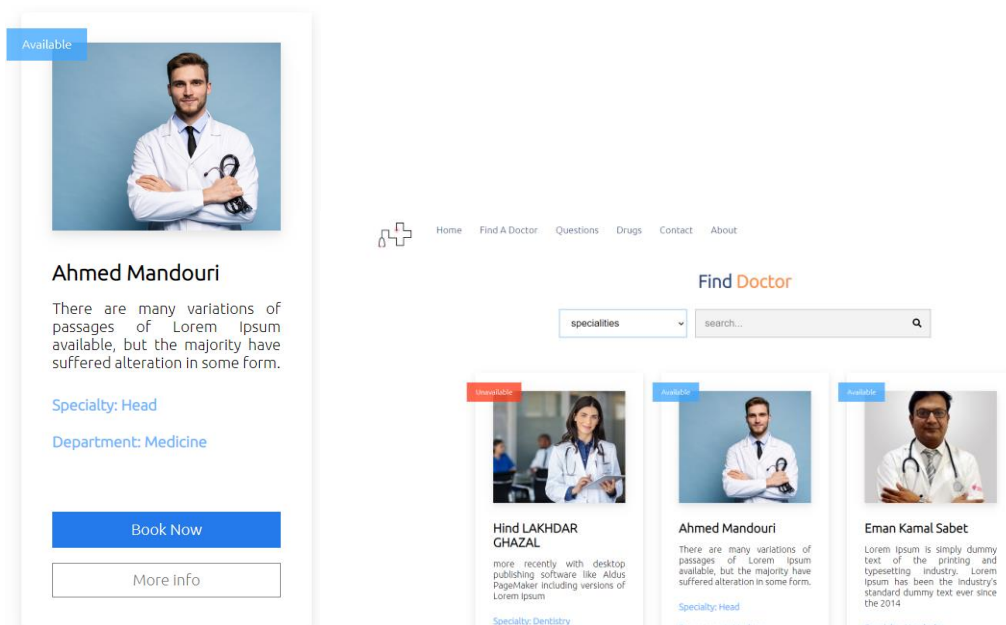 Available
Ahmed Mandouri
There are many variations of
passages of Lorem Ipsum
available, but the majority have
suffered alteration in some form.
Specialty: Head
Department: Medicine
Book Now
More info
Home Find A Doctor Questions Drugs Contact About
Find Doctor
specialities
search...
Unavailable
Hind LAKHDAR
GHAZAL
more recently with desktop
publishing software like Aldus
PageMaker including versions of
Lorem Ipsum
Specialty: Dentistry
Available
Ahmed Mandouri
There are many variations of
passages of Lorem Ipsum
available, but the majority have
suffered alteration in some form.
Specialty: Head
Available
Eman Kamal Sabet
Lorem Ipsum is simply dummy
text of the printing and
typesetting industry. Lorem
Ipsum has been the industry's
standard dummy text ever since
the 2014